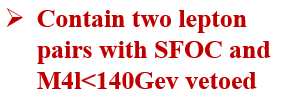 ➢ Contain two lepton
pairs with SFOC and
M4l<140Gev vetoed